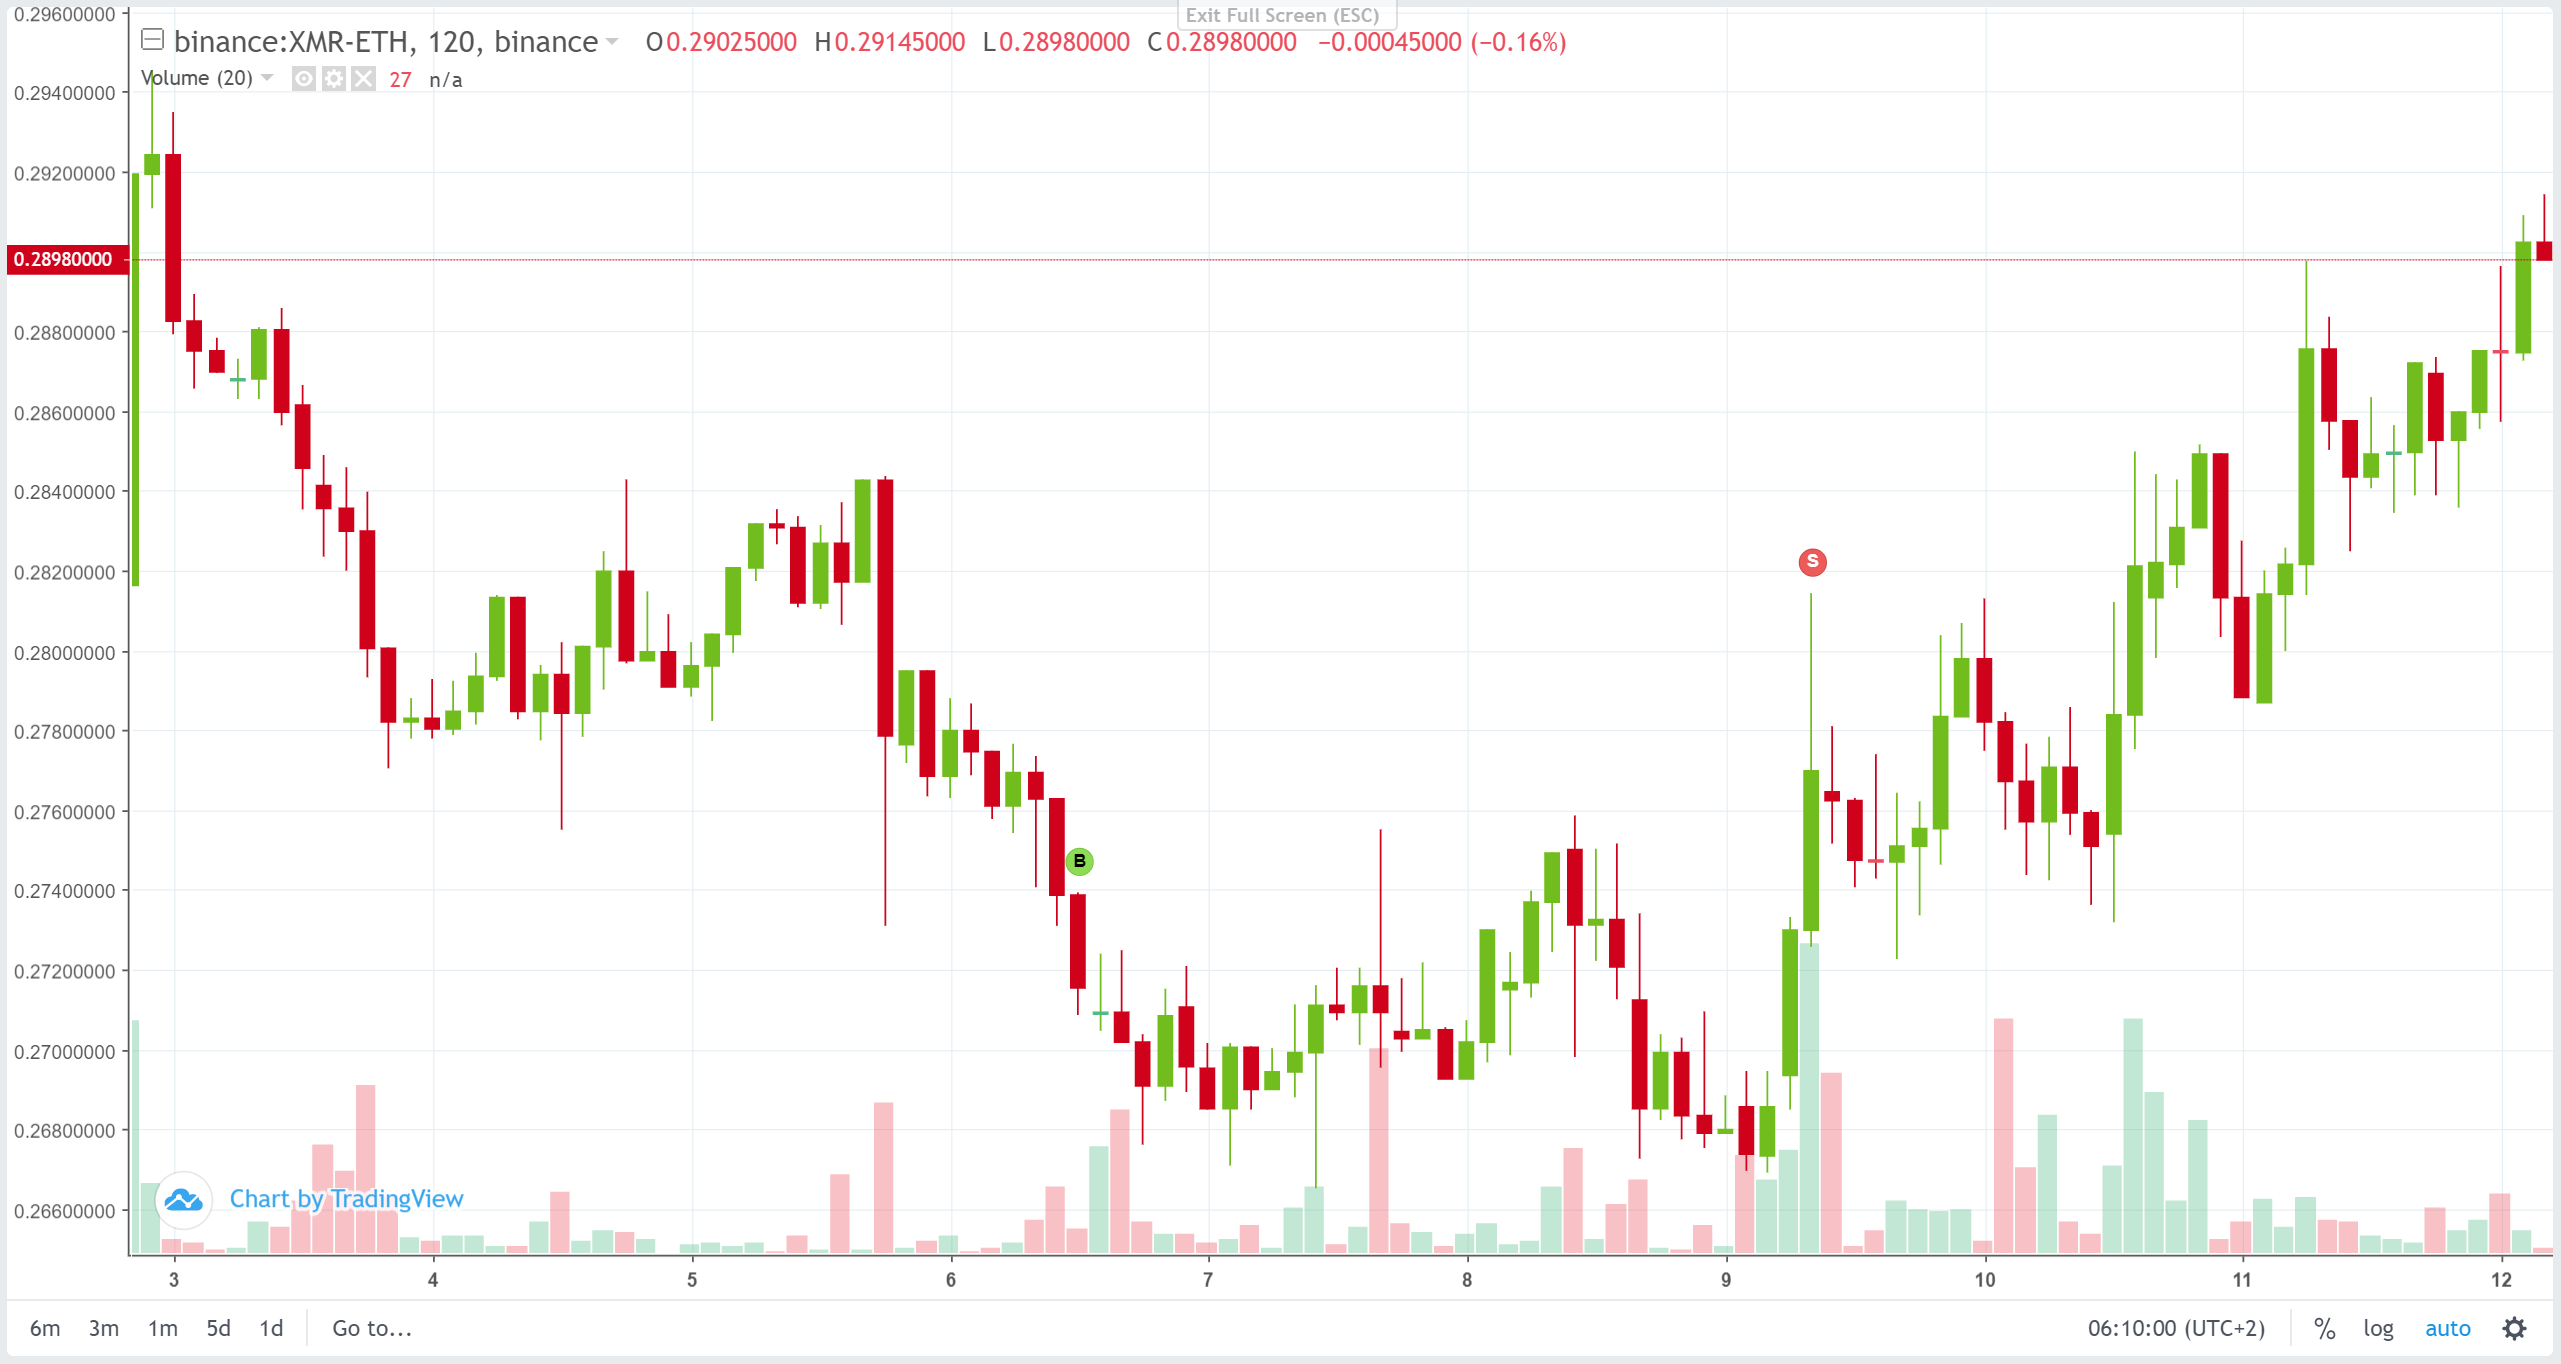 Exit Full Screen (ESC)
binance:XMR-ETH, 120, binance O0.29025000 H0.29145000 L0.28980000 C0.28980000 −0.00045000 (−0.16%)
Volume (20) 27 n/a
0.29600000
0.29400000
0.29200000
0.28980000
0.28800000
0.28600000
0.28400000
0.28200000
0.28000000
0.27800000
0.27600000
0.27400000
0.27200000
0.27000000
0.26800000
0.26600000
S
B
Chart by TradingView
3 4 5 6 7 8 9 10 11 12
6m 3m 1m 5d 1d Go to... 06:10:00 (UTC+2) % log auto